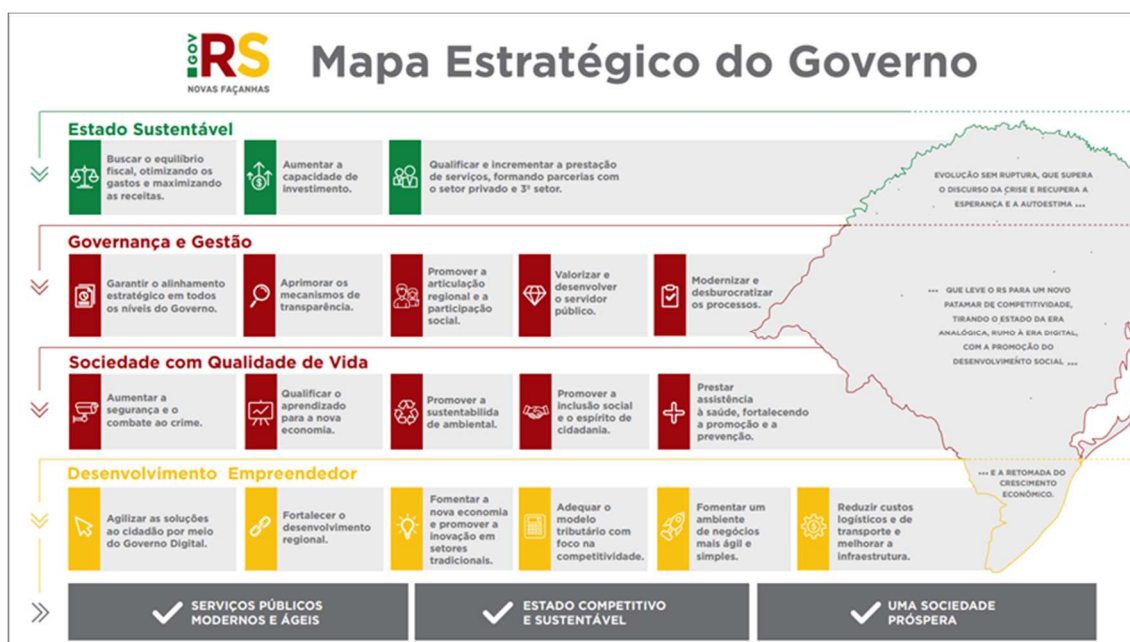 GOV
RS
NOVAS FAÇANHAS
Mapa Estratégico do Governo
Estado Sustentável
Buscar o equilíbrio
fiscal, otimizando os
gastos e maximizando
as receitas.
Aumentar a
capacidade de
investimento.
Qualificar e incrementar a prestação
de serviços, formando parcerias com
o setor privado e 3º setor.
EVOLUÇÃO SEM RUPTURA, QUE SUPERA
O DISCURSO DA CRISE E RECUPERA A
ESPERANÇA E A AUTOESTIMA ...
Governança e Gestão
Garantir o alinhamento
estratégico em todos
os níveis do Governo.
Aprimorar os
mecanismos de
transparência.
Promover a
articulação
regional e a
participação
social.
Valorizar e
desenvolver
o servidor
público.
Modernizar e
desburocratizar
os processos.
... QUE LEVE O RS PARA UM NOVO
PATAMAR DE COMPETITIVIDADE,
TIRANDO O ESTADO DA ERA
ANALÓGICA, RUMO À ERA DIGITAL,
COM A PROMOÇÃO DO
DESENVOLVIMENTO SOCIAL ...
Sociedade com Qualidade de Vida
Aumentar a
segurança e o
combate ao crime.
Qualificar o
aprendizado
para a nova
economia.
Promover a
sustentabilida
de ambiental.
Promover a
inclusão social
e o espírito de
cidadania.
Prestar
assistência
à saúde, fortalecendo
a promoção e a
prevenção.
Desenvolvimento Empreendedor
Agilizar as soluções
ao cidadão por meio
do Governo Digital.
Fortalecer o
desenvolvimento
regional.
Fomentar a
nova economia
e promover a
inovação em
setores
tradicionais.
Adequar o
modelo
tributário com
foco na
competitividade.
Fomentar um
ambiente
de negócios
mais ágil e
simples.
Reduzir custos
logísticos e de
transporte e
melhorar a
infraestrutura.
... E A RETOMADA DO
CRESCIMENTO
ECONÔMICO.
SERVIÇOS PÚBLICOS
MODERNOS E ÁGEIS
ESTADO COMPETITIVO
E SUSTENTÁVEL
UMA SOCIEDADE
PRÓSPERA